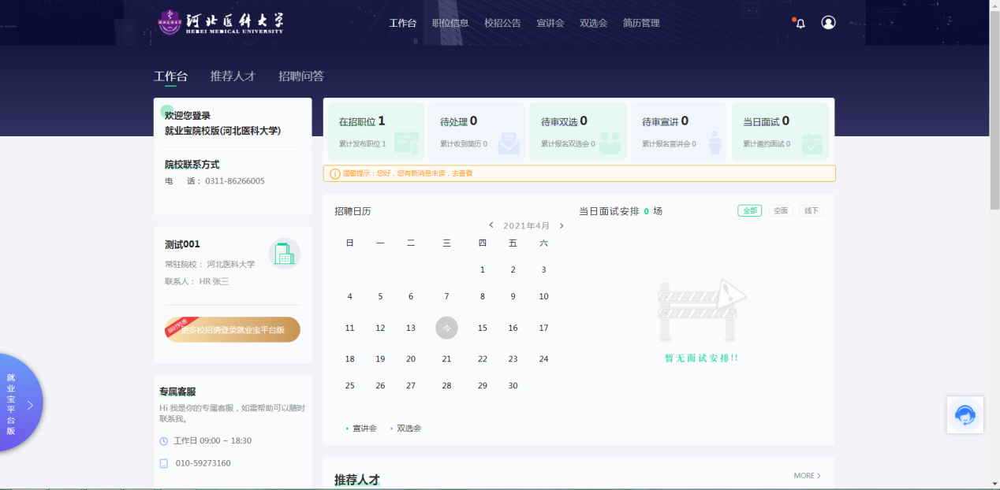 河北医科大学
HEBEI MEDICAL UNIVERSITY
工作台 职位信息 校招公告 宣讲会 双选会 简历管理
工作台 推荐人才 招聘问答
欢迎您登录
就业宝院校版(河北医科大学)
院校联系方式
电 话： 0311-86266005
在招职位 1
累计发布职位 1
待处理 0
累计收到简历 0
待审双选 0
累计报名双选会 0
待审宣讲 0
累计报名宣讲会 0
当日面试 0
累计邀约面试 0
温馨提示：您好，您有新消息未读，去查看
测试001
常驻院校： 河北医科大学
联系人： HR 张三
限时特惠
更多校招请登录就业宝平台版
专属客服
Hi 我是你的专属客服，如需帮助可以随时
联系我。
工作日 09:00 ~ 18:30
010-59273160
招聘日历
2021年4月
日 一 二 三 四 五 六
1 2 3
4 5 6 7 8 9 10
11 12 13 今 15 16 17
18 19 20 21 22 23 24
25 26 27 28 29 30
宣讲会 双选会
当日面试安排 0 场
全部 空面 线下
暂无面试安排!!
推荐人才
MORE
就业宝平台版